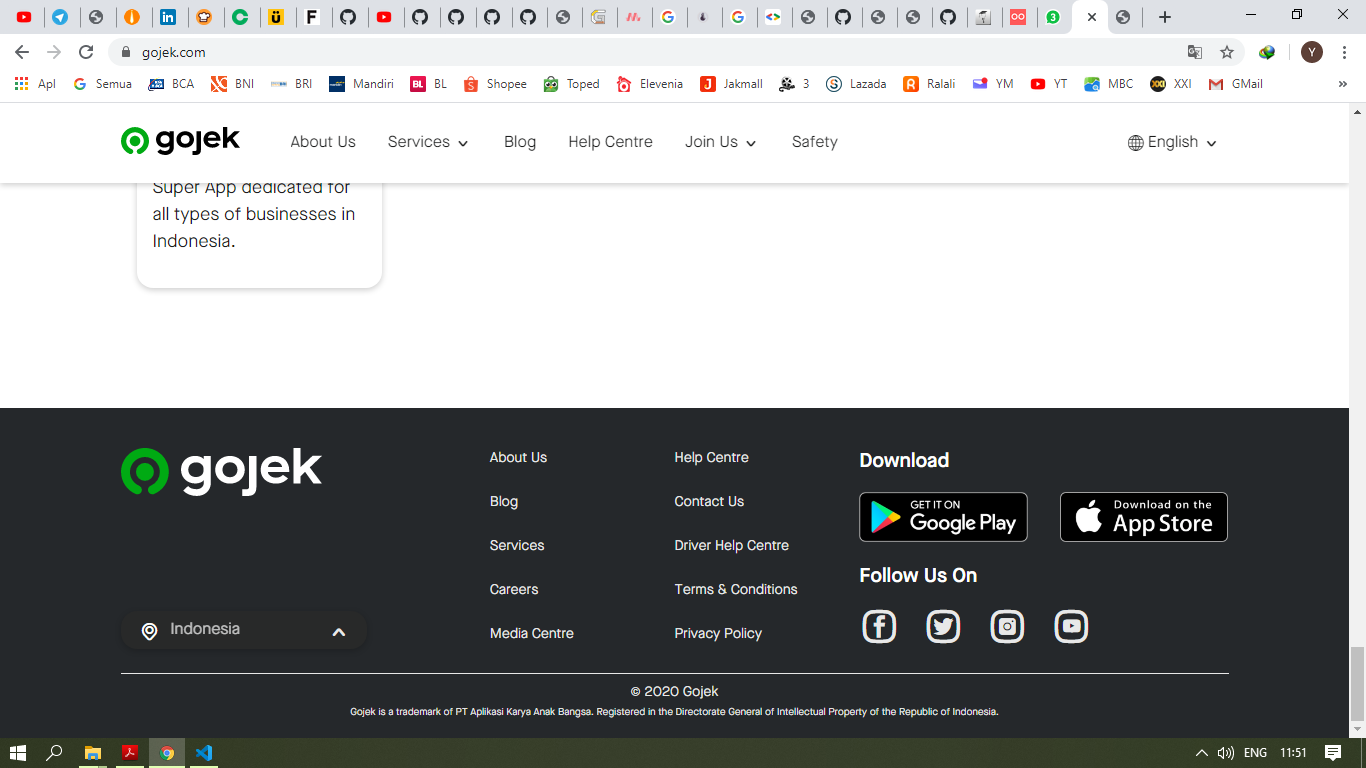 gojek.com
Y
Apl
Semua
BCA
BNI
BRI
Mandiri
BL
Shopee
Toped
Elevenia
Jakmall
3
Lazada
Ralali
YM
YT
MBC
XXI
GMail
»
gojek
About Us
Services
Blog
Help Centre
Join Us
Safety
English
Super App dedicated for
all types of businesses in
Indonesia.
gojek
Indonesia
About Us
Blog
Services
Careers
Media Centre
Help Centre
Contact Us
Driver Help Centre
Terms & Conditions
Privacy Policy
Download
GET IT ON
Google Play
Download on the
App Store
Follow Us On
© 2020 Gojek
Gojek is a trademark of PT Aplikasi Karya Anak Bangsa. Registered in the Directorate General of Intellectual Property of the Republic of Indonesia.
ENG
11:51